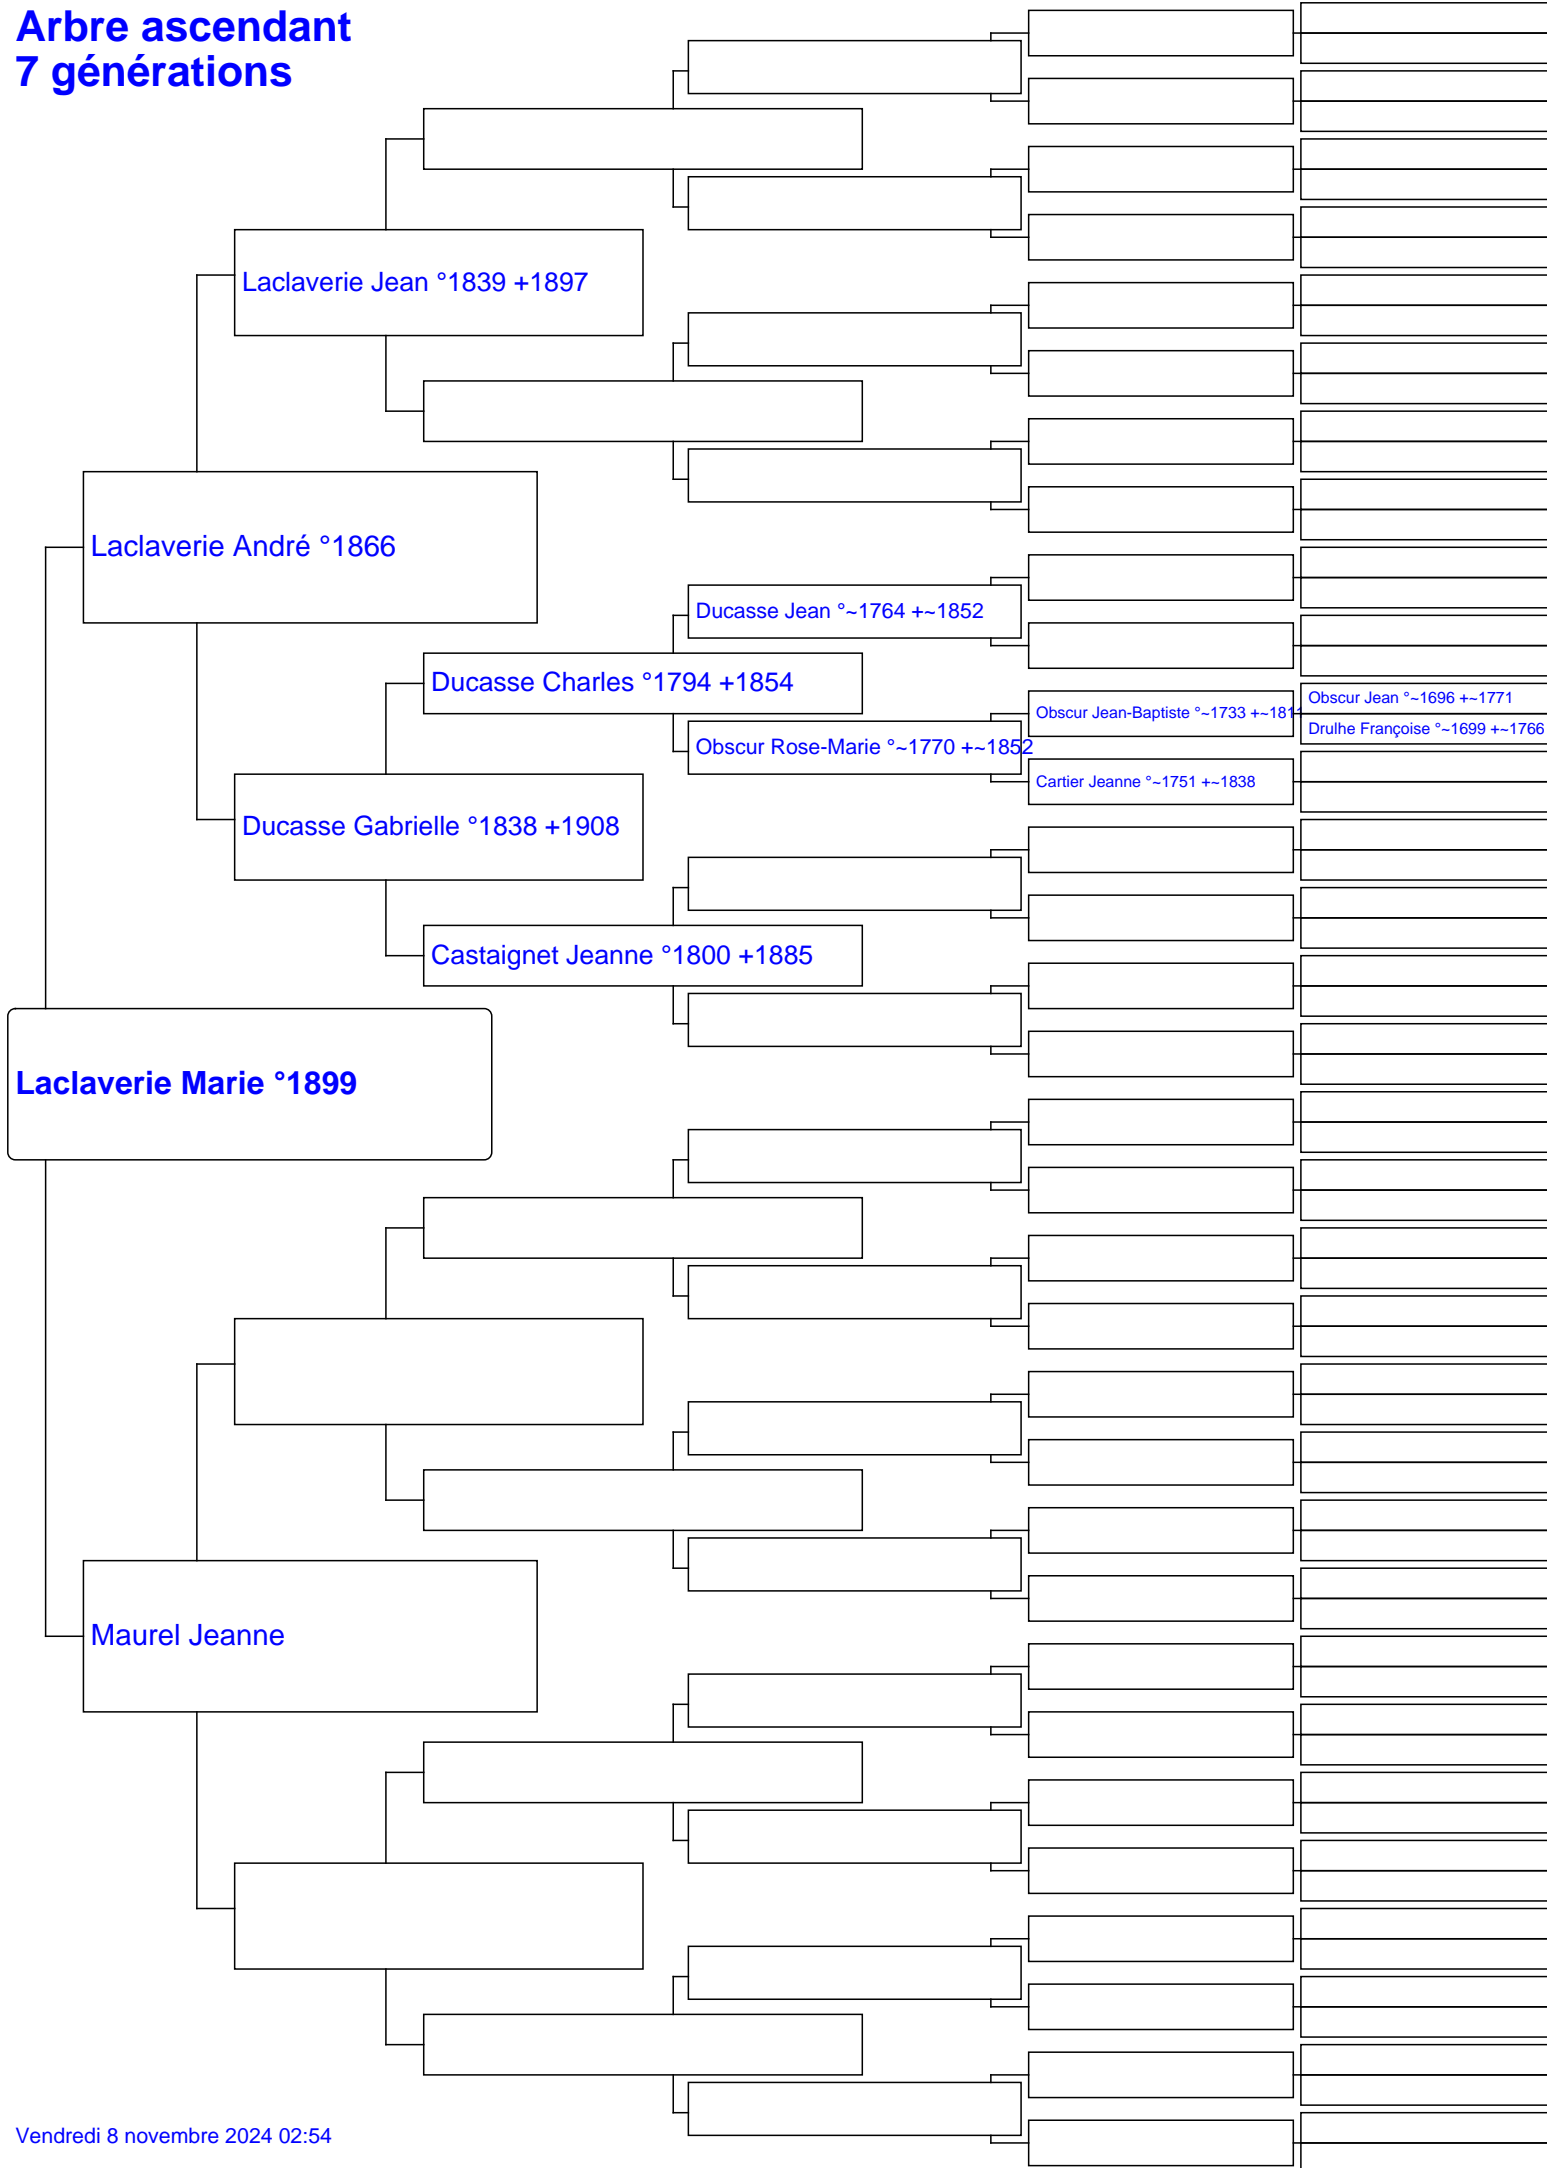 Arbre ascendant
7 générations
Laclaverie Jean °1839 +1897
Laclaverie André °1866
Ducasse Jean °~1764 +~1852
Ducasse Charles °1794 +1854
Obscur Jean-Baptiste °~1733
Obscur Jean °~1696 +~1771
Drulhe Françoise °~1699 +~1766
Obscur Rose-Marie °~1770 +~1852
Cartier Jeanne °~1751 +~1838
Ducasse Gabrielle °1838 +1908
Castaignet Jeanne °1800 +1885
Laclaverie Marie °1899
Maurel Jeanne
Vendredi 8 novembre 2024 02:54